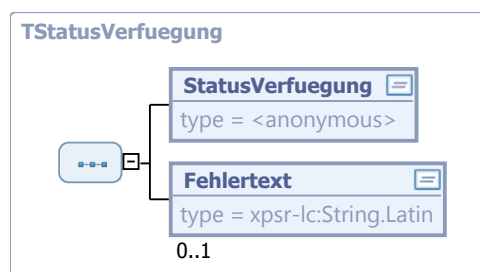 TStatusVerfuegung
StatusVerfuegung
type = <anonymous>
Fehlertext
type = xpsr-lc:String.Latin
0..1